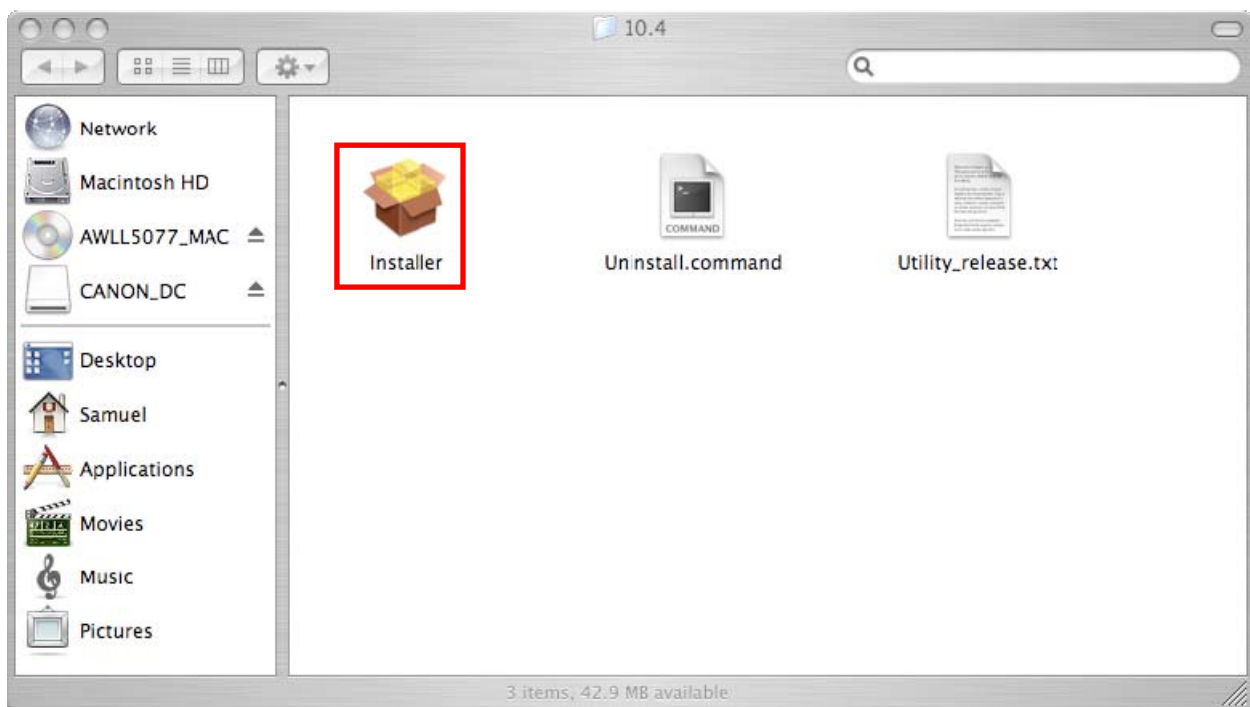 10.4
Network
Macintosh HD
AWLL5077_MAC
CANON_DC
Desktop
Samuel
Applications
Movies
Music
Pictures
COMMAND
Installer
Uninstall.command
Utility_release.txt
3 items, 42.9 MB available